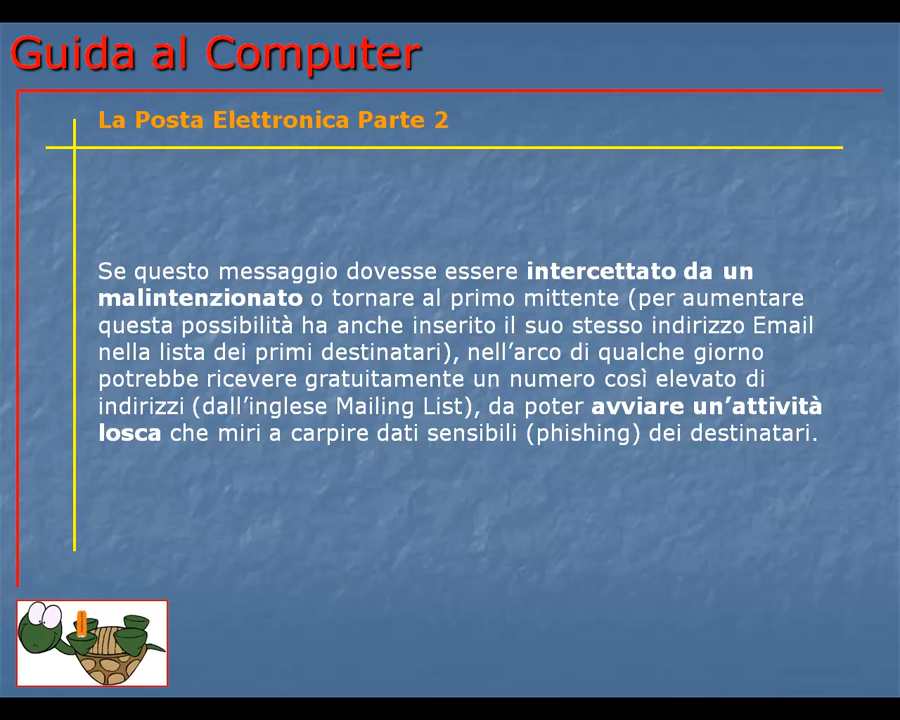 Guida al Computer
La Posta Elettronica Parte 2
Se questo messaggio dovesse essere intercettato da un
malintenzionato o tornare al primo mittente (per aumentare
questa possibilità ha anche inserito il suo stesso indirizzo Email
nella lista dei primi destinatari), nell’arco di qualche giorno
potrebbe ricevere gratuitamente un numero così elevato di
indirizzi (dall’inglese Mailing List), da poter avviare un’attività
losca che miri a carpire dati sensibili (phishing) dei destinatari.